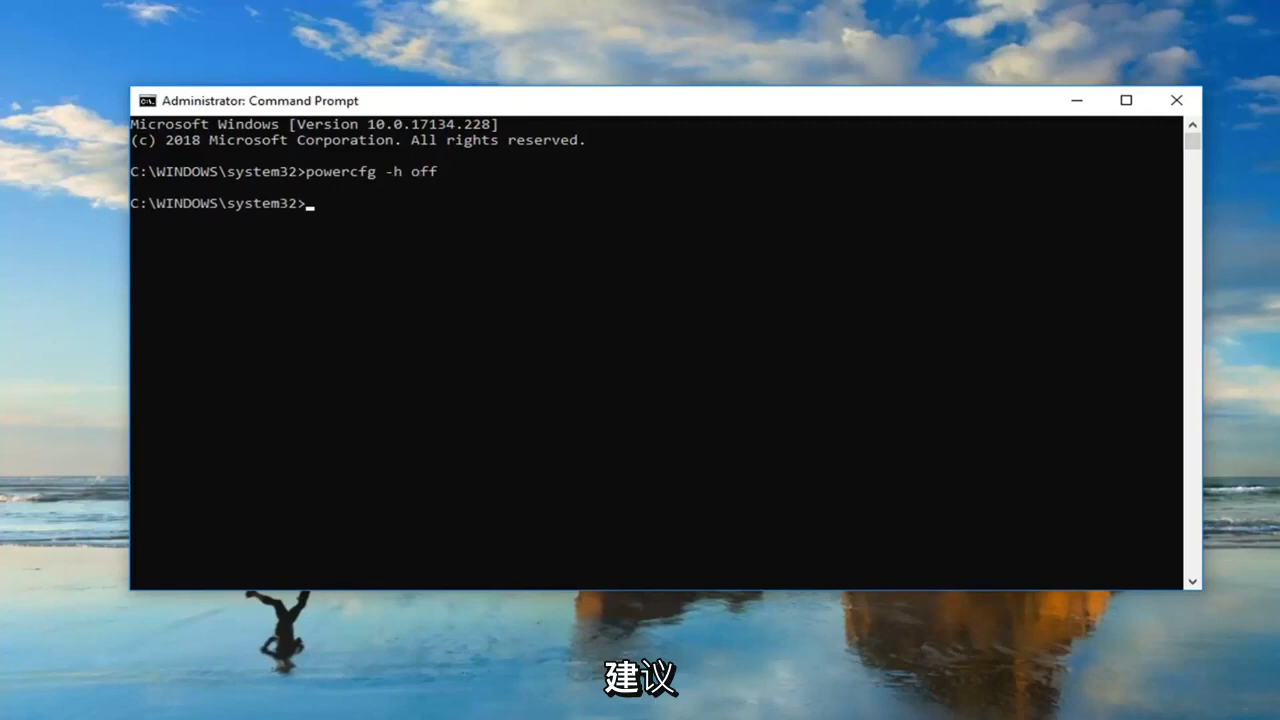 Administrator: Command Prompt
Microsoft Windows [Version 10.0.17134.228]
(c) 2018 Microsoft Corporation. All rights reserved.
C:\WINDOWS\system32>powercfg -h off
C:\WINDOWS\system32>
建议